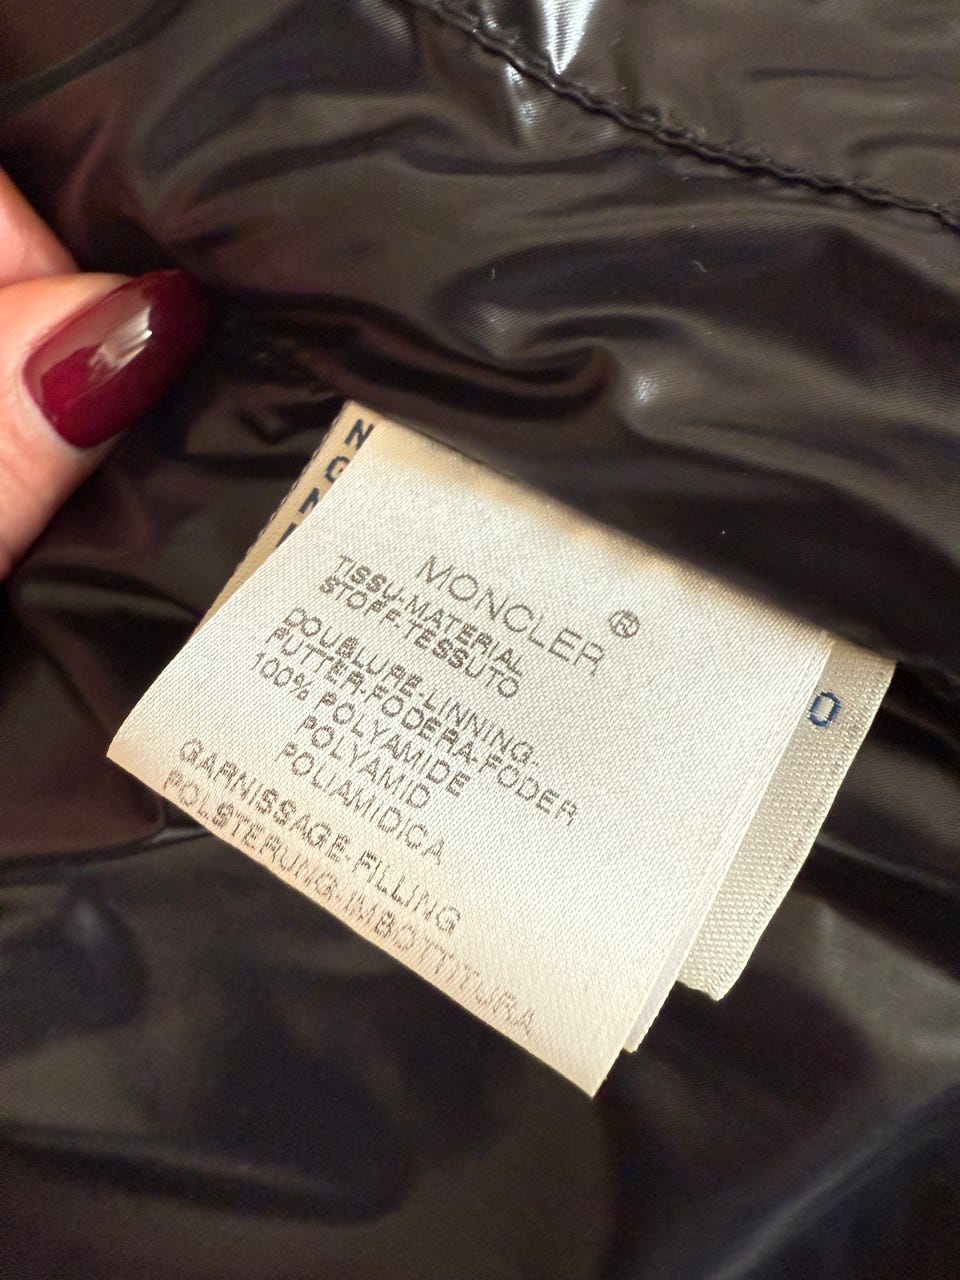 MONCLER ®
TISSU-MATERIAL
STOFF-TESSUTO
DOUBLURE-LINNING.
FUTTER-FODERA-FODER
100% POLYAMIDE
POLYAMID
POLIAMIDICA
GARNISSAGE-FILLING
POLSTERUNG-IMBOTTITURA
N
O